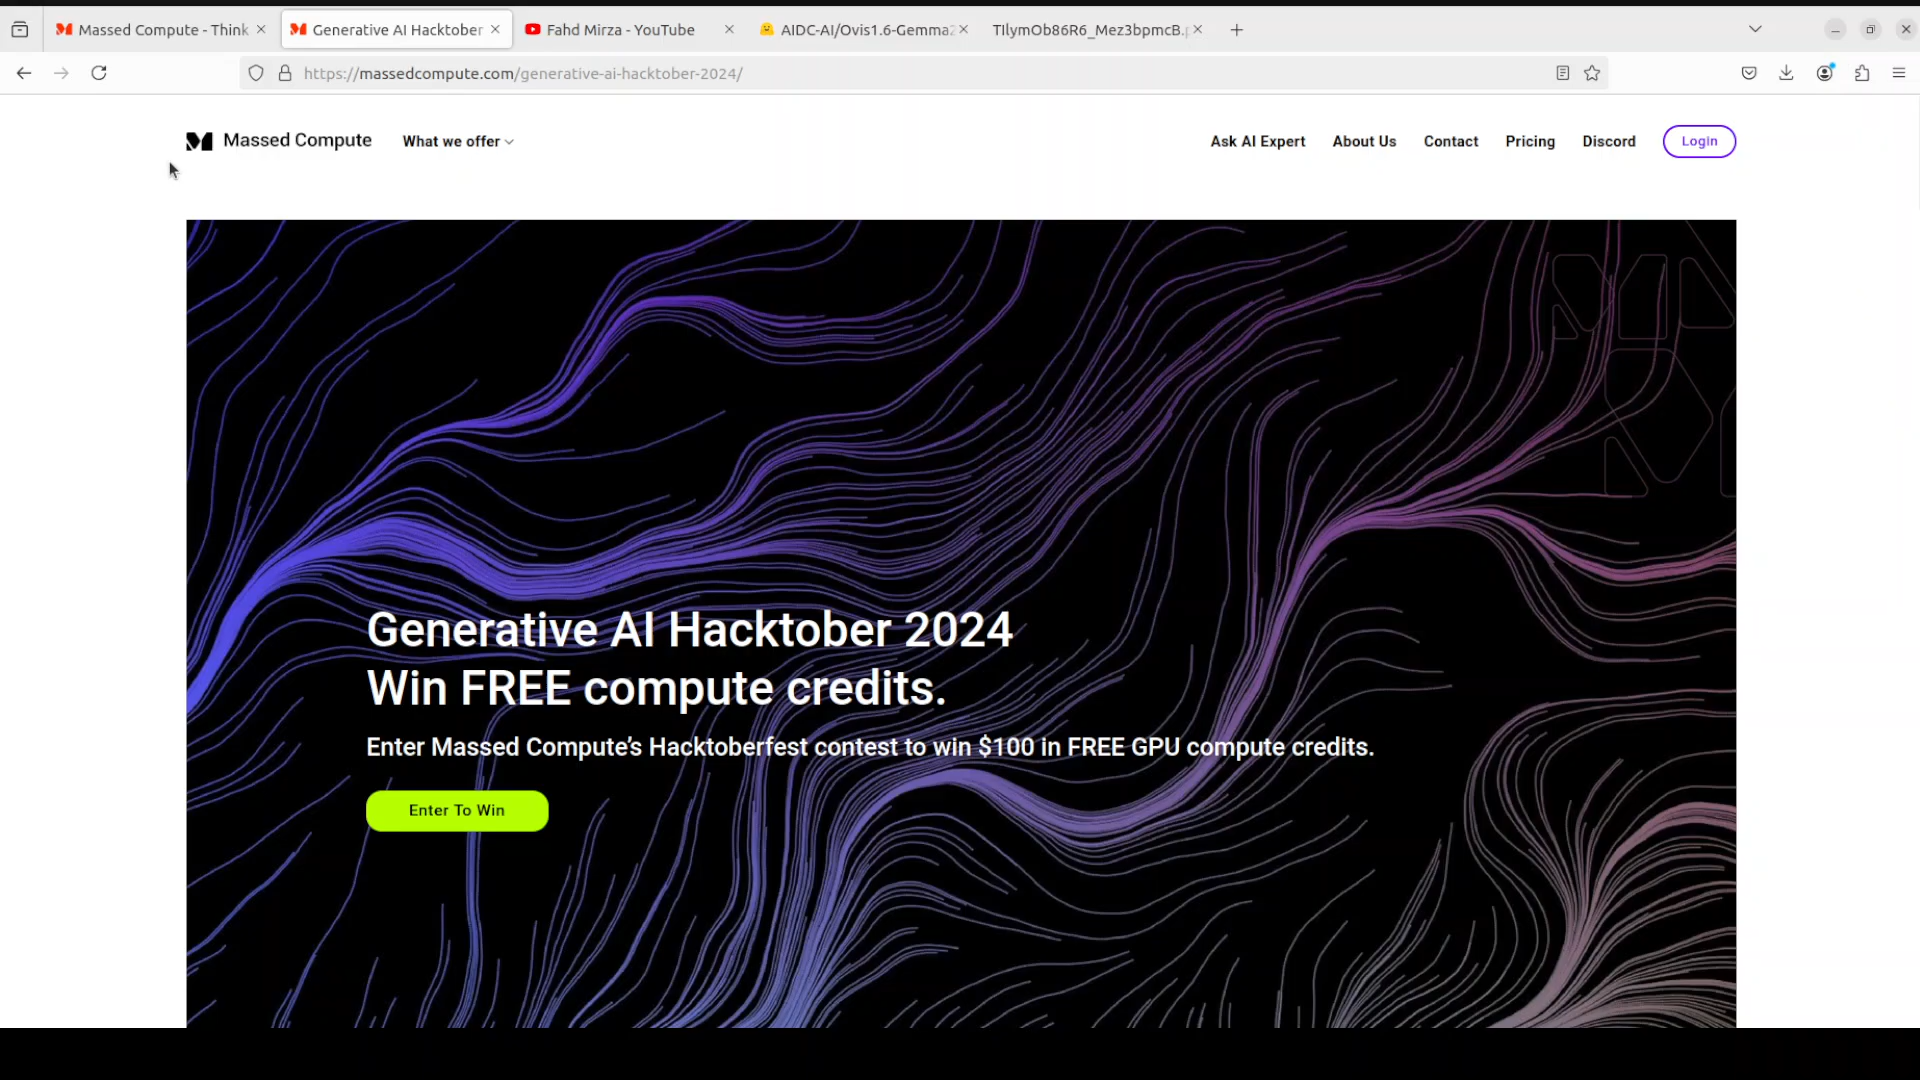 Massed Compute - Think
Generative AI Hacktober
Fahd Mirza - YouTube
AIDC-AI/Ovis1.6-Gemma2
TIlymOb86R6_Mez3bpmcB.
https://massedcompute.com/generative-ai-hacktober-2024/
Massed Compute
What we offer
Ask AI Expert
About Us
Contact
Pricing
Discord
Login
Generative AI Hacktober 2024
Win FREE compute credits.
Enter Massed Compute’s Hacktoberfest contest to win $100 in FREE GPU compute credits.
Enter To Win